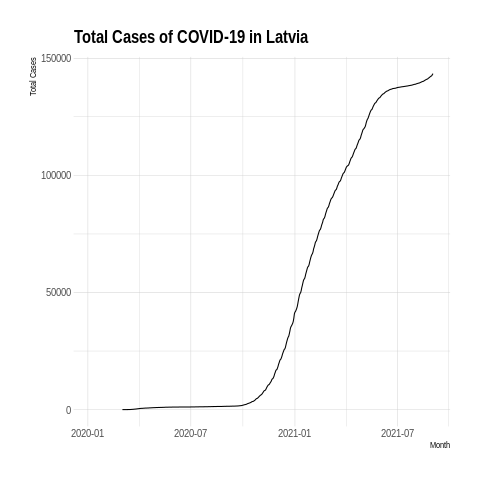 Total Cases of COVID-19 in Latvia
Total Cases
150000
100000
50000
0
2020-01
2020-07
2021-01
2021-07
Month